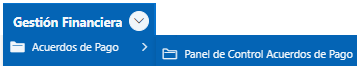 Gestión Financiera
Acuerdos de Pago
Panel de Control Acuerdos de Pago